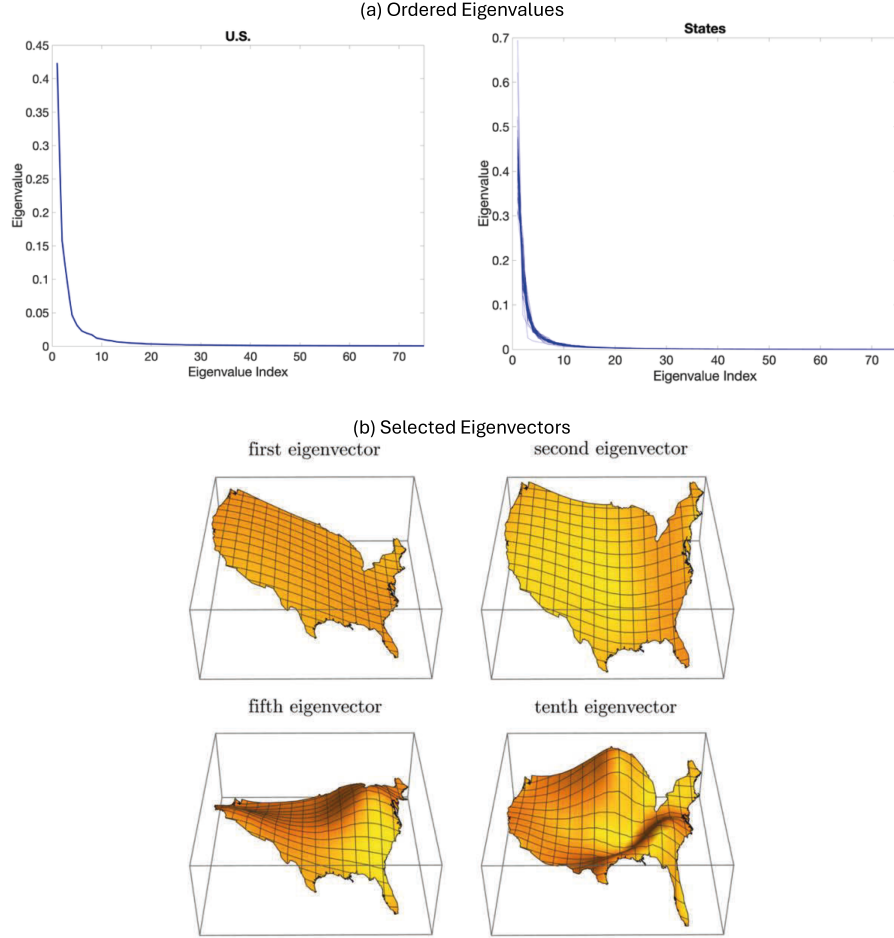 (a) Ordered Eigenvalues
U.S.
0.45
0.4
0.35
0.3
0.25
0.2
0.15
0.1
0.05
0
Eigenvalue
0 10 20 30 40 50 60 70
Eigenvalue Index
States
0.7
0.6
0.5
0.4
0.3
0.2
0.1
0
Eigenvalue
0 10 20 30 40 50 60 70
Eigenvalue Index
(b) Selected Eigenvectors
first eigenvector
second eigenvector
fifth eigenvector
tenth eigenvector